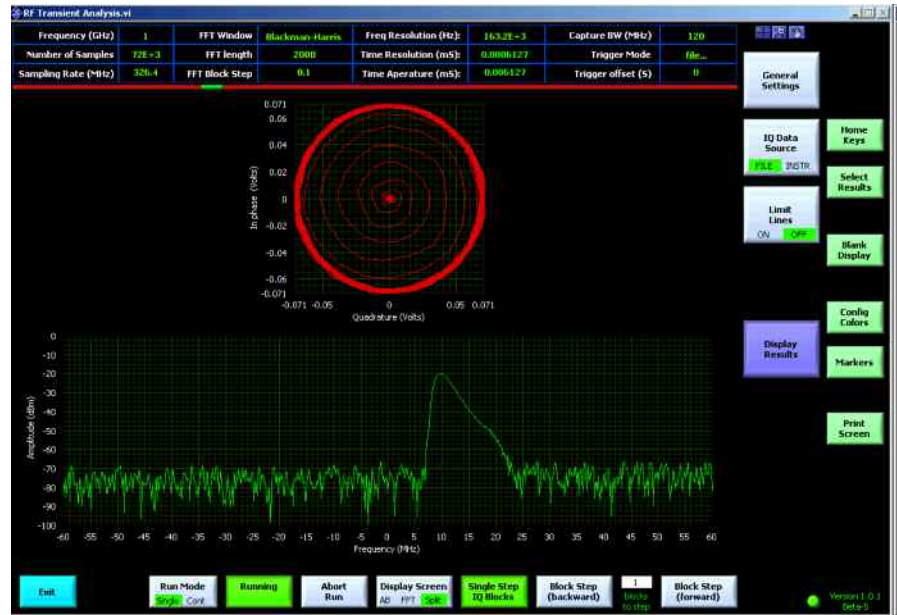 RF Transient Analysis.vi
Frequency (GHz) 1 FFT Window Blackman-Harris Freq Resolution (Hz): 163.2E+3 Capture BW (MHz) 120
Number of Samples 72E+3 FFT length 2000 Time Resolution (mS): 0.0006127 Trigger Mode file...
Sampling Rate (MHz) 326.4 FFT Block Step 0.1 Time Aperature (mS): 0.006127 Trigger offset (S) 0
General
Settings
IQ Data
Source
FILE INSTR
Limit
Lines
ON OFF
Display
Results
Home
Keys
Select
Results
Blank
Display
Config
Colors
Markers
Print
Screen
0.071
0.06
0.04
0.02
0
-0.02
-0.04
-0.06
-0.071
In phase (Volts)
-0.071 -0.05 0 0.05 0.071
Quadrature (Volts)
0
-10
-20
-30
-40
-50
-60
-70
-80
-90
-100
Amplitude (dBm)
-60 -55 -50 -45 -40 -35 -30 -25 -20 -15 -10 -5 0 5 10 15 20 25 30 35 40 45 50 55 60
Frequency (MHz)
Exit
Run Mode
Single Cont
Running
Abort
Run
Display Screen
AB FFT Split
Single Step
IQ Blocks
Block Step
(backward)
1
blocks
to step
Block Step
(forward)
Version 1.0.1
Beta-5